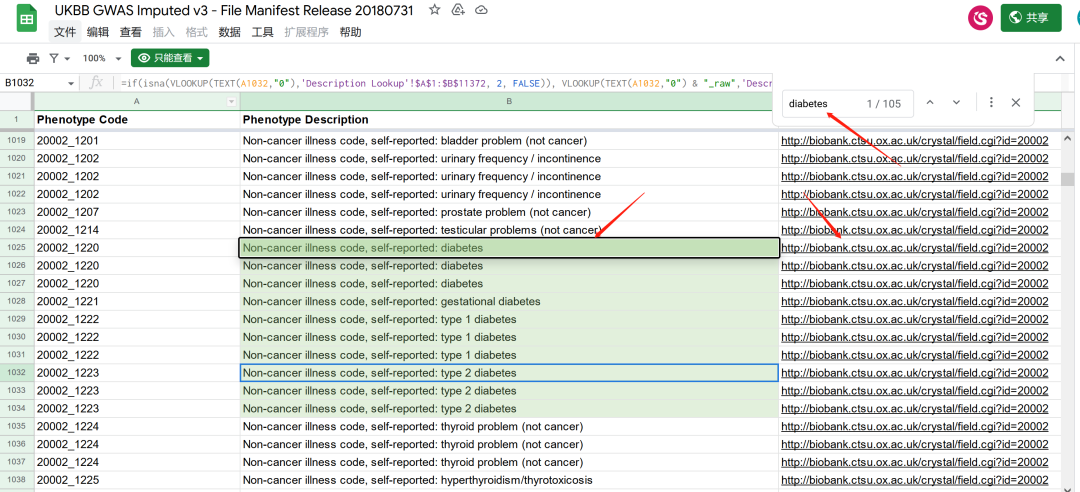 UKBB GWAS Imputed v3 - File Manifest Release 20180731
共享
文件 编辑 查看 插入 格式 数据 工具 扩展程序 帮助
100% 只能查看
B1032 fx =if(isna(VLOOKUP(TEXT(A1032,"0"),'Description Lookup'!$A$1:$B$11372, 2, FALSE)), VLOOKUP(TEXT(A1032,"0") & "_raw",'Descr
diabetes 1 / 105
A B
1 Phenotype Code Phenotype Description
1019 20002_1201 Non-cancer illness code, self-reported: bladder problem (not cancer) http://biobank.ctsu.ox.ac.uk/crystal/field.cgi?id=20002
1020 20002_1202 Non-cancer illness code, self-reported: urinary frequency / incontinence http://biobank.ctsu.ox.ac.uk/crystal/field.cgi?id=20002
1021 20002_1202 Non-cancer illness code, self-reported: urinary frequency / incontinence http://biobank.ctsu.ox.ac.uk/crystal/field.cgi?id=20002
1022 20002_1202 Non-cancer illness code, self-reported: urinary frequency / incontinence http://biobank.ctsu.ox.ac.uk/crystal/field.cgi?id=20002
1023 20002_1207 Non-cancer illness code, self-reported: prostate problem (not cancer) http://biobank.ctsu.ox.ac.uk/crystal/field.cgi?id=20002
1024 20002_1214 Non-cancer illness code, self-reported: testicular problems (not cancer) http://biobank.ctsu.ox.ac.uk/crystal/field.cgi?id=20002
1025 20002_1220 Non-cancer illness code, self-reported: diabetes http://biobank.ctsu.ox.ac.uk/crystal/field.cgi?id=20002
1026 20002_1220 Non-cancer illness code, self-reported: diabetes http://biobank.ctsu.ox.ac.uk/crystal/field.cgi?id=20002
1027 20002_1220 Non-cancer illness code, self-reported: diabetes http://biobank.ctsu.ox.ac.uk/crystal/field.cgi?id=20002
1028 20002_1221 Non-cancer illness code, self-reported: gestational diabetes http://biobank.ctsu.ox.ac.uk/crystal/field.cgi?id=20002
1029 20002_1222 Non-cancer illness code, self-reported: type 1 diabetes http://biobank.ctsu.ox.ac.uk/crystal/field.cgi?id=20002
1030 20002_1222 Non-cancer illness code, self-reported: type 1 diabetes http://biobank.ctsu.ox.ac.uk/crystal/field.cgi?id=20002
1031 20002_1222 Non-cancer illness code, self-reported: type 1 diabetes http://biobank.ctsu.ox.ac.uk/crystal/field.cgi?id=20002
1032 20002_1223 Non-cancer illness code, self-reported: type 2 diabetes http://biobank.ctsu.ox.ac.uk/crystal/field.cgi?id=20002
1033 20002_1223 Non-cancer illness code, self-reported: type 2 diabetes http://biobank.ctsu.ox.ac.uk/crystal/field.cgi?id=20002
1034 20002_1223 Non-cancer illness code, self-reported: type 2 diabetes http://biobank.ctsu.ox.ac.uk/crystal/field.cgi?id=20002
1035 20002_1224 Non-cancer illness code, self-reported: thyroid problem (not cancer) http://biobank.ctsu.ox.ac.uk/crystal/field.cgi?id=20002
1036 20002_1224 Non-cancer illness code, self-reported: thyroid problem (not cancer) http://biobank.ctsu.ox.ac.uk/crystal/field.cgi?id=20002
1037 20002_1224 Non-cancer illness code, self-reported: thyroid problem (not cancer) http://biobank.ctsu.ox.ac.uk/crystal/field.cgi?id=20002
1038 20002_1225 Non-cancer illness code, self-reported: hyperthyroidism/thyrotoxicosis http://biobank.ctsu.ox.ac.uk/crystal/field.cgi?id=20002